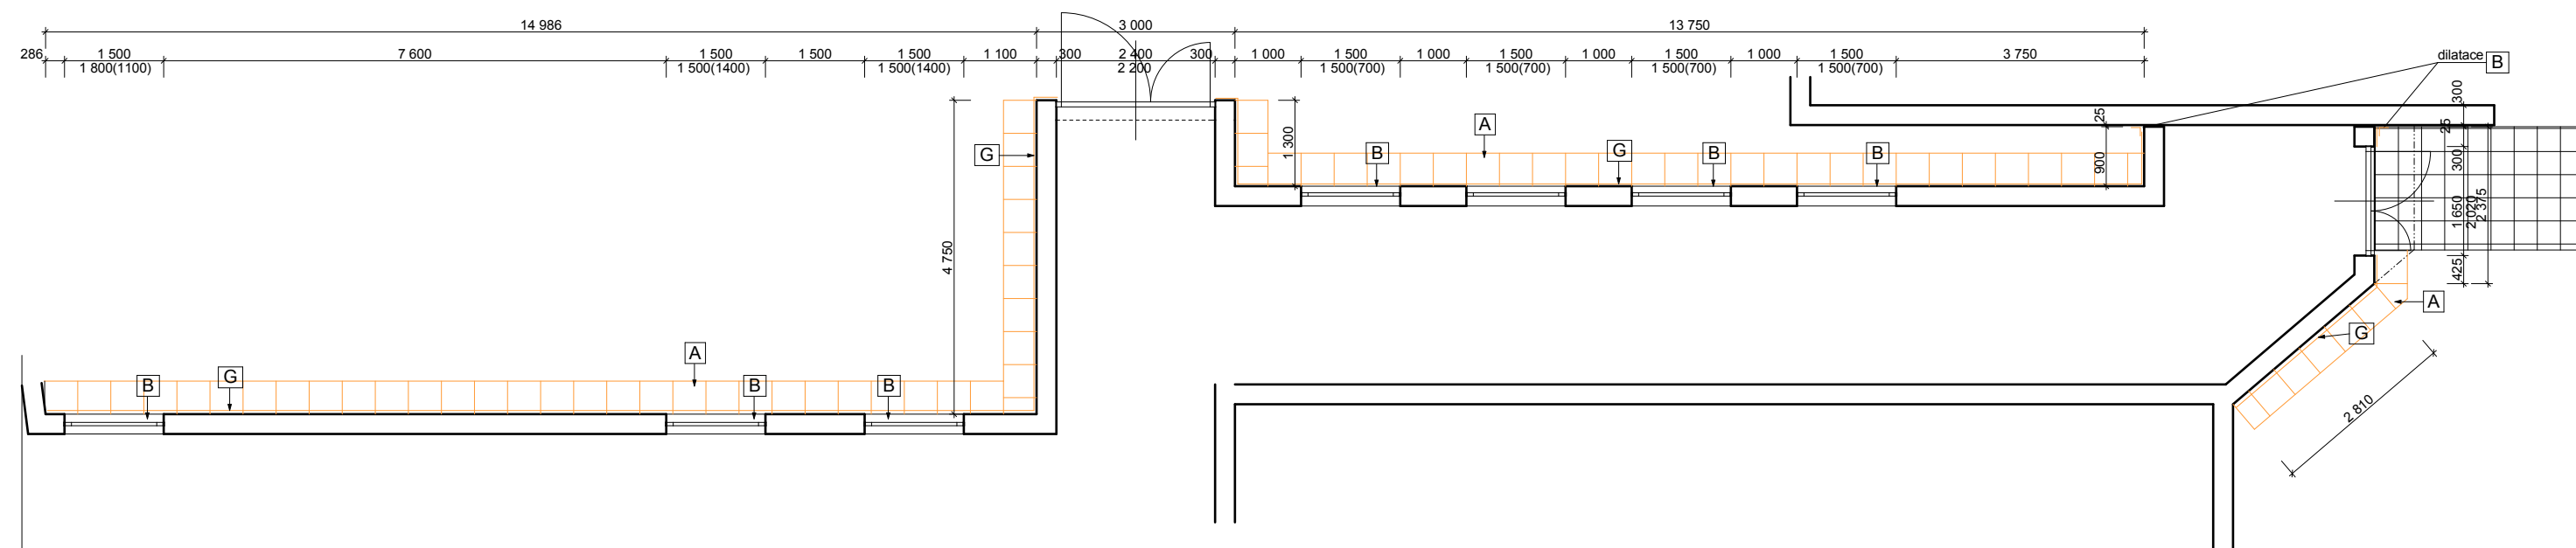 14 986
3 000
13 750
286
1 500
7 600
1 500
1 500
1 500
1 100
300
2 400
300
1 000
1 500
1 000
1 500
1 000
1 500
1 000
1 500
3 750
1 800(1100)
1 500(1400)
1 500(1400)
2 200
1 500(700)
1 500(700)
1 500(700)
1 500(700)
dilatace
B
300
25
25
A
1 300
G
B
G
B
B
900
300
1 650
2 020
2 375
4 750
425
A
G
A
B
G
B
B
2 810